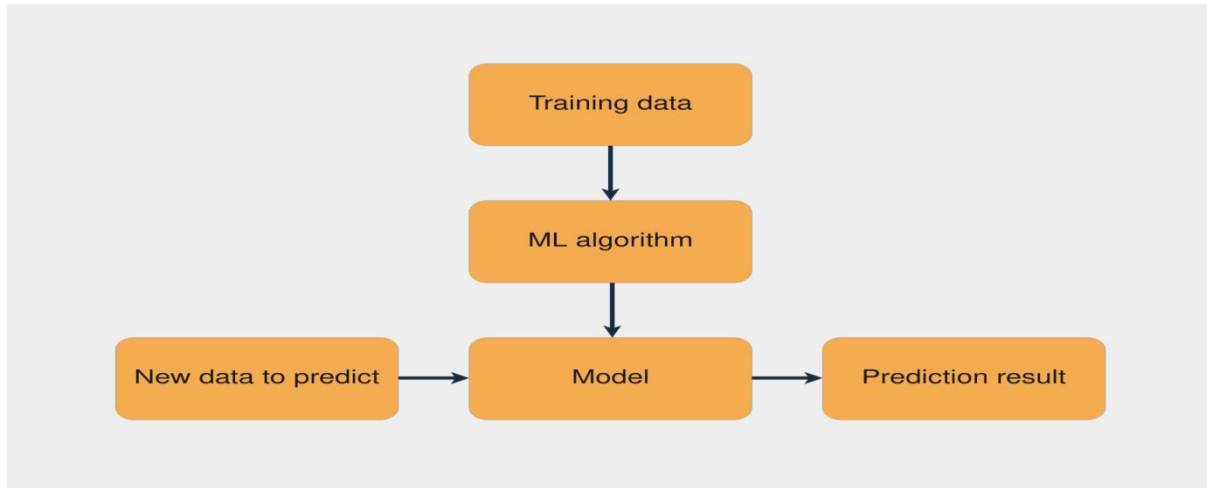 Training data
ML algorithm
New data to predict
Model
Prediction result